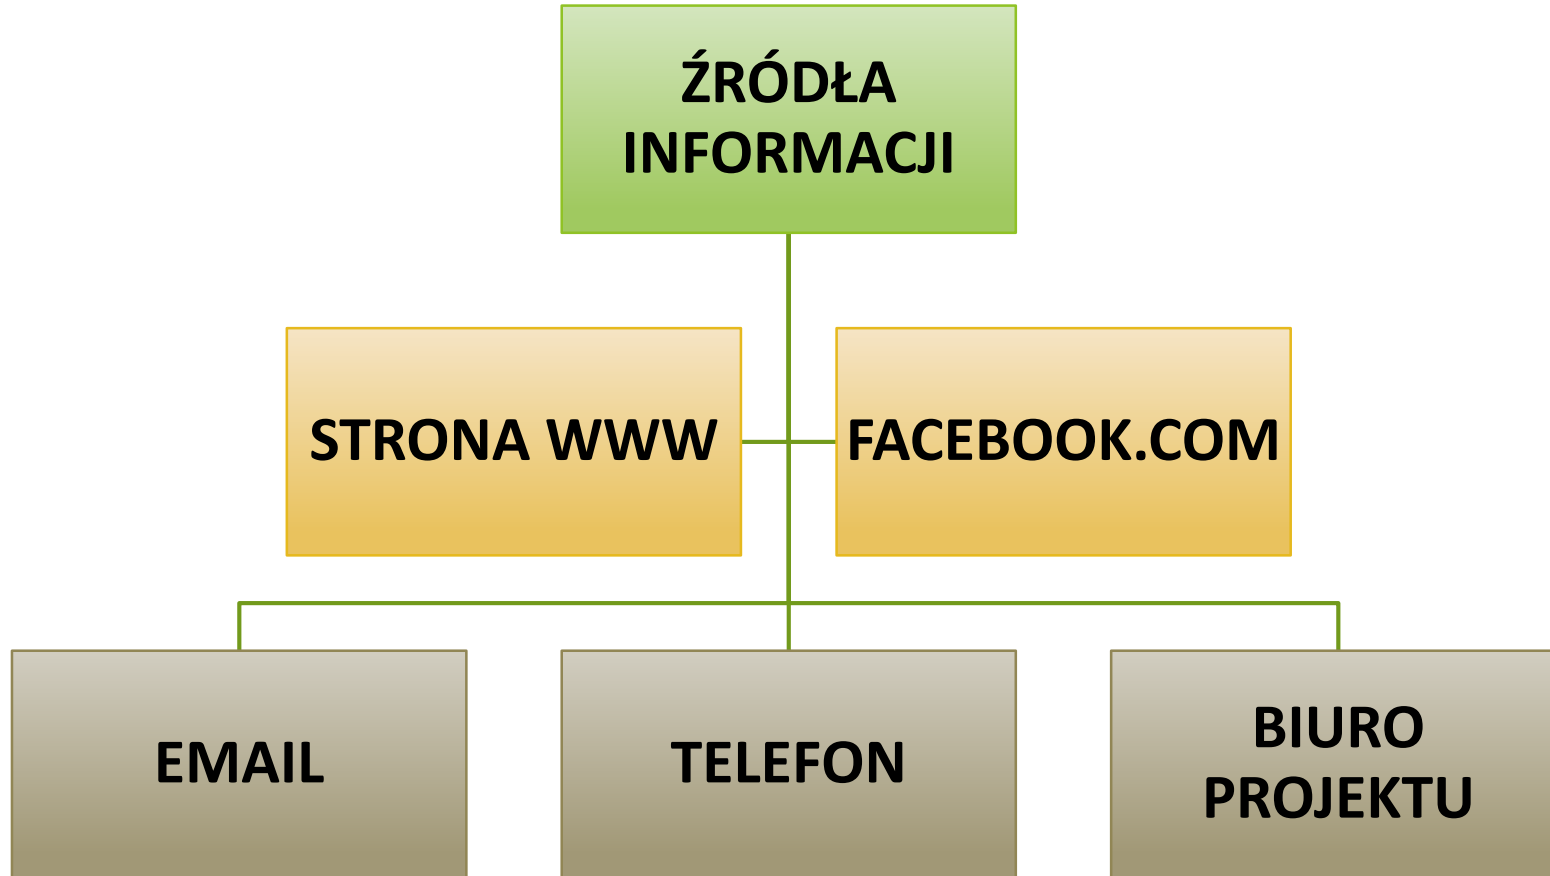 ŹRÓDŁA
INFORMACJI
STRONA WWW
FACEBOOK.COM
EMAIL
TELEFON
BIURO
PROJEKTU